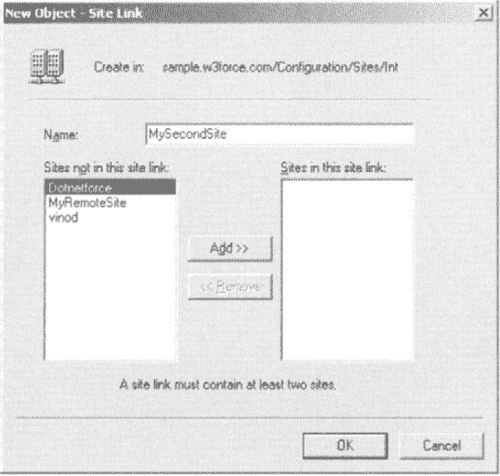 New Object - Site Link
Create in: sample.w3force.com/Configuration/Sites/Int
Name: MySecondSite
Sites not in this site link: Sites in this site link:
Dotnetforce
MyRemoteSite
vinod
Add >>
<< Remove
A site link must contain at least two sites.
OK Cancel